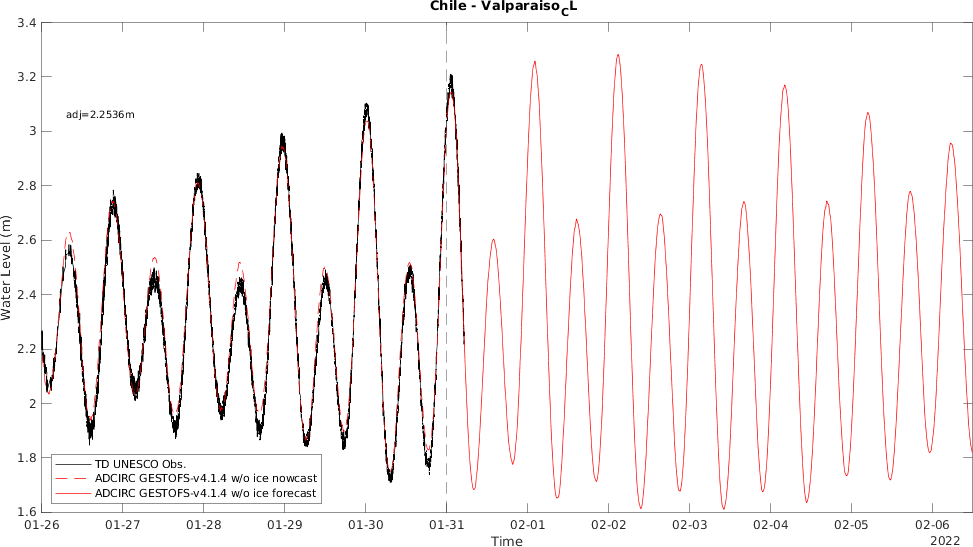 Chile - ValparaisoCL
3.4
3.2
3
2.8
2.6
2.4
2.2
2
1.8
1.6
Water Level (m)
adj=2.2536m
TD UNESCO Obs.
ADCIRC GESTOFS-v4.1.4 w/o ice nowcast
ADCIRC GESTOFS-v4.1.4 w/o ice forecast
01-26 01-27 01-28 01-29 01-30 01-31 02-01 02-02 02-03 02-04 02-05 02-06
Time
2022